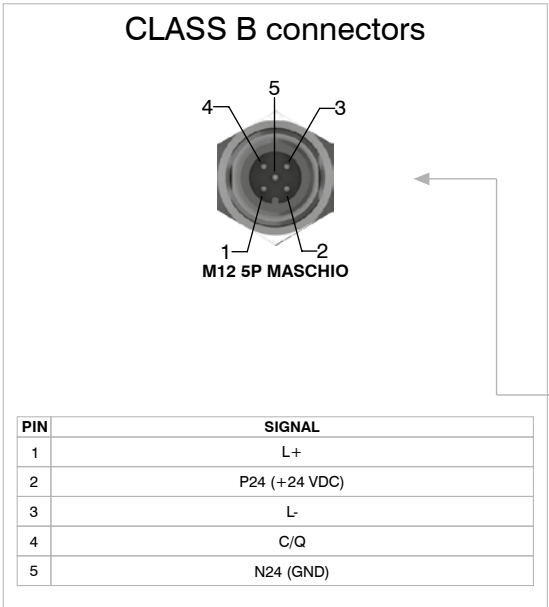 CLASS B connectors
5
4
3
1
2
M12 5P MASCHIO
PIN SIGNAL
1 L+
2 P24 (+24 VDC)
3 L-
4 C/Q
5 N24 (GND)